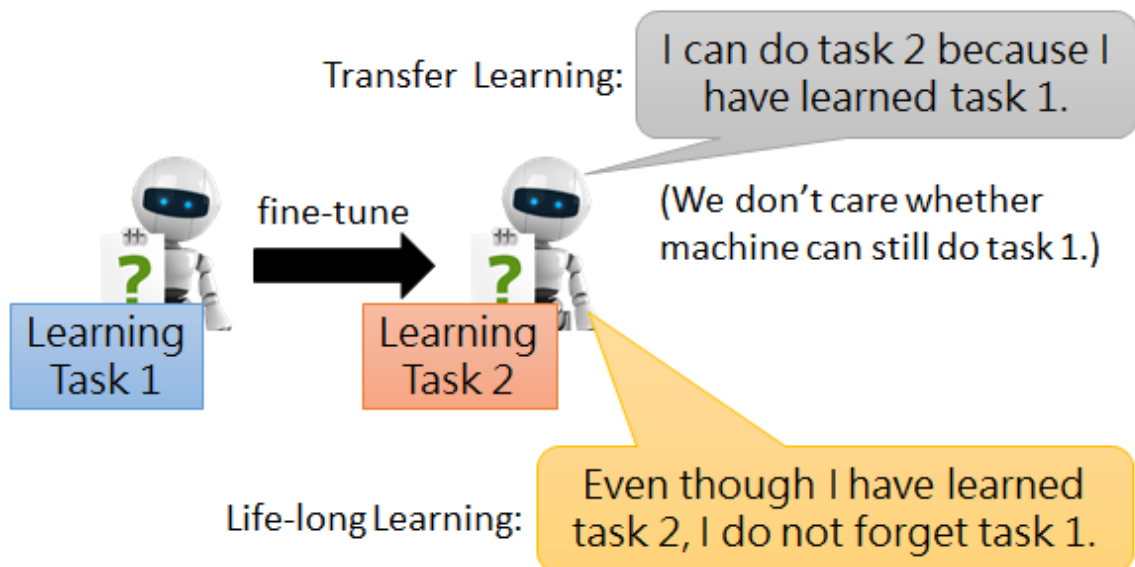 Transfer Learning:
I can do task 2 because I
have learned task 1.
fine-tune
(We don't care whether
machine can still do task 1.)
?
?
Learning
Task 1
Learning
Task 2
Life-long Learning:
Even though I have learned
task 2, I do not forget task 1.